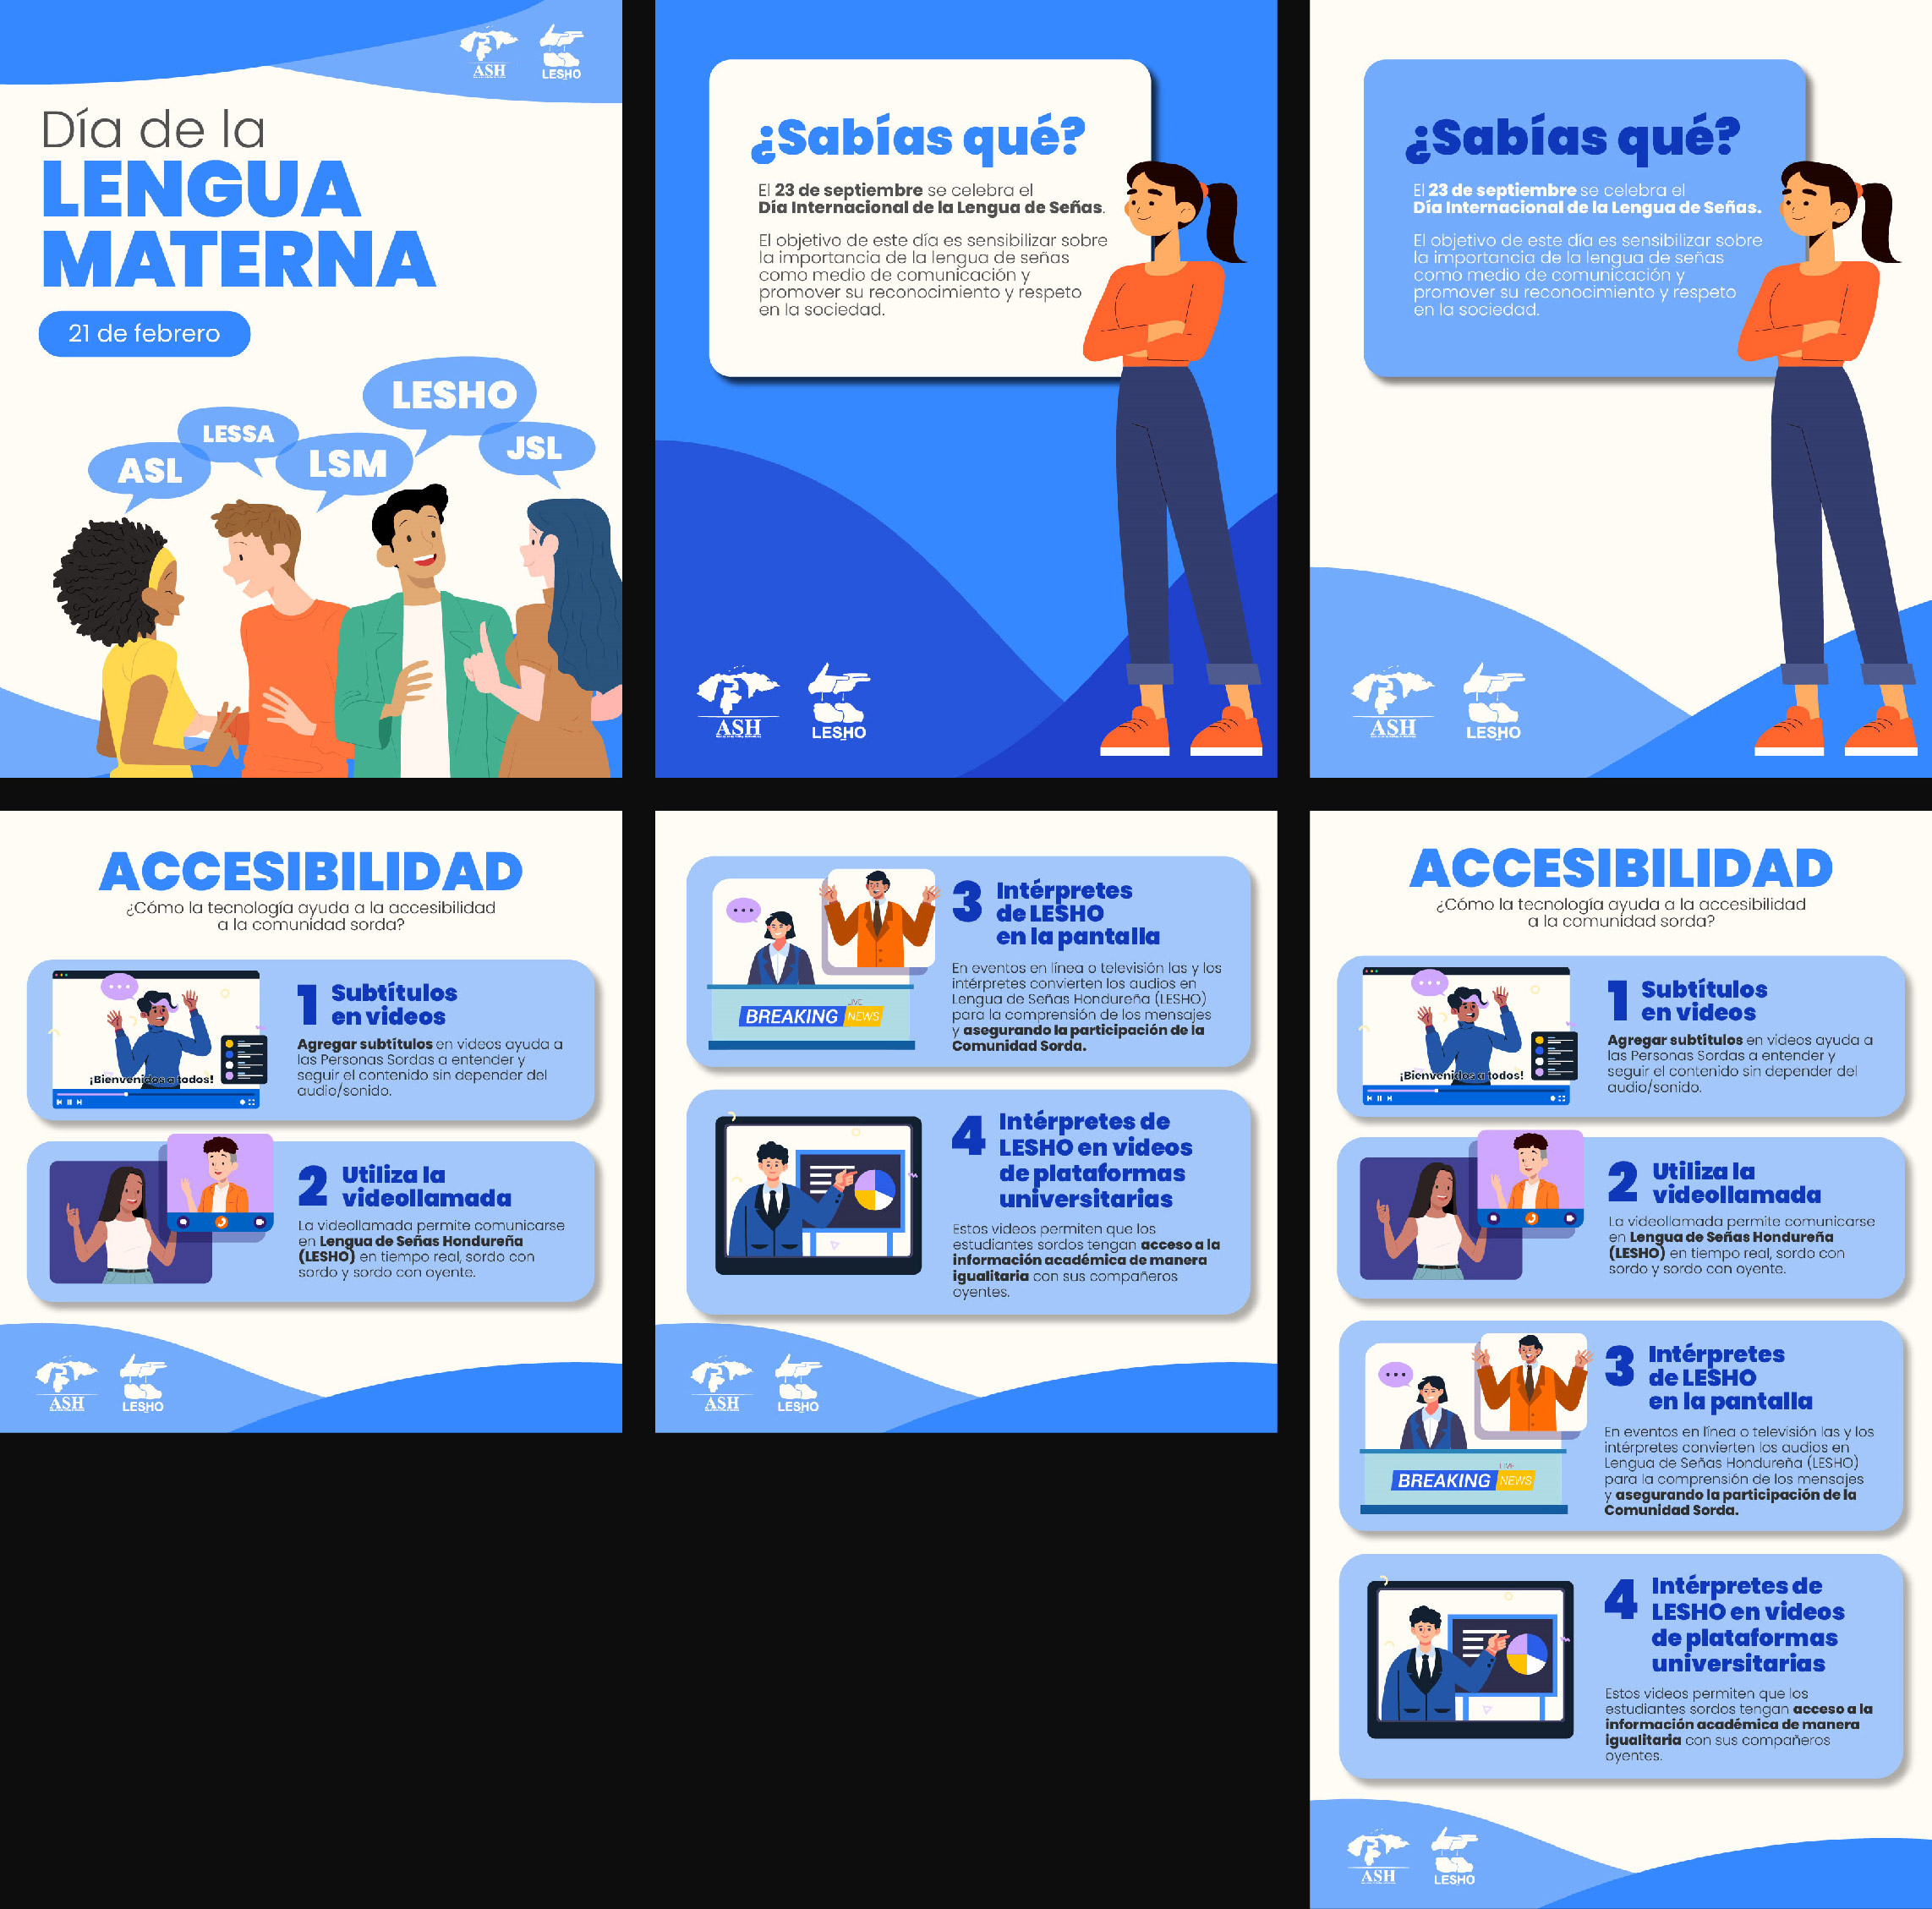 ASH
LESHO
Día de la
LENGUA
MATERNA
21 de febrero
LESHO
LESSA
JSL
LSM
ASL
¿Sabías qué?
El 23 de septiembre se celebra el
Día Internacional de la Lengua de Señas.
El objetivo de este día es sensibilizar sobre
la importancia de la lengua de señas
como medio de comunicación y
promover su reconocimiento y respeto
en la sociedad.
ASH
LESHO
¿Sabías qué?
El 23 de septiembre se celebra el
Día Internacional de la Lengua de Señas.
El objetivo de este día es sensibilizar sobre
la importancia de la lengua de señas
como medio de comunicación y
promover su reconocimiento y respeto
en la sociedad.
ASH
LESHO
ACCESIBILIDAD
¿Cómo la tecnología ayuda a la accesibilidad
a la comunidad sorda?
¡Bienvenidos a todos!
1 Subtítulos
en videos
Agregar subtítulos en videos ayuda a
las Personas Sordas a entender y
seguir el contenido sin depender del
audio/sonido.
2 Utiliza la
videollamada
La videollamada permite comunicarse
en Lengua de Señas Hondureña
(LESHO) en tiempo real, sordo con
sordo y sordo con oyente.
ASH
LESHO
3 Intérpretes
de LESHO
en la pantalla
LIVE
BREAKING NEWS
En eventos en línea o televisión las y los
intérpretes convierten los audios en
Lengua de Señas Hondureña (LESHO)
para la comprensión de los mensajes
y asegurando la participación de la
Comunidad Sorda.
4 Intérpretes de
LESHO en videos
de plataformas
universitarias
Estos videos permiten que los
estudiantes sordos tengan acceso a la
información académica de manera
igualitaria con sus compañeros
oyentes.
ASH
LESHO
ACCESIBILIDAD
¿Cómo la tecnología ayuda a la accesibilidad
a la comunidad sorda?
¡Bienvenidos a todos!
1 Subtítulos
en videos
Agregar subtítulos en videos ayuda a
las Personas Sordas a entender y
seguir el contenido sin depender del
audio/sonido.
2 Utiliza la
videollamada
La videollamada permite comunicarse
en Lengua de Señas Hondureña
(LESHO) en tiempo real, sordo con
sordo y sordo con oyente.
3 Intérpretes
de LESHO
en la pantalla
LIVE
BREAKING NEWS
En eventos en línea o televisión las y los
intérpretes convierten los audios en
Lengua de Señas Hondureña (LESHO)
para la comprensión de los mensajes
y asegurando la participación de la
Comunidad Sorda.
4 Intérpretes de
LESHO en videos
de plataformas
universitarias
Estos videos permiten que los
estudiantes sordos tengan acceso a la
información académica de manera
igualitaria con sus compañeros
oyentes.
ASH
LESHO